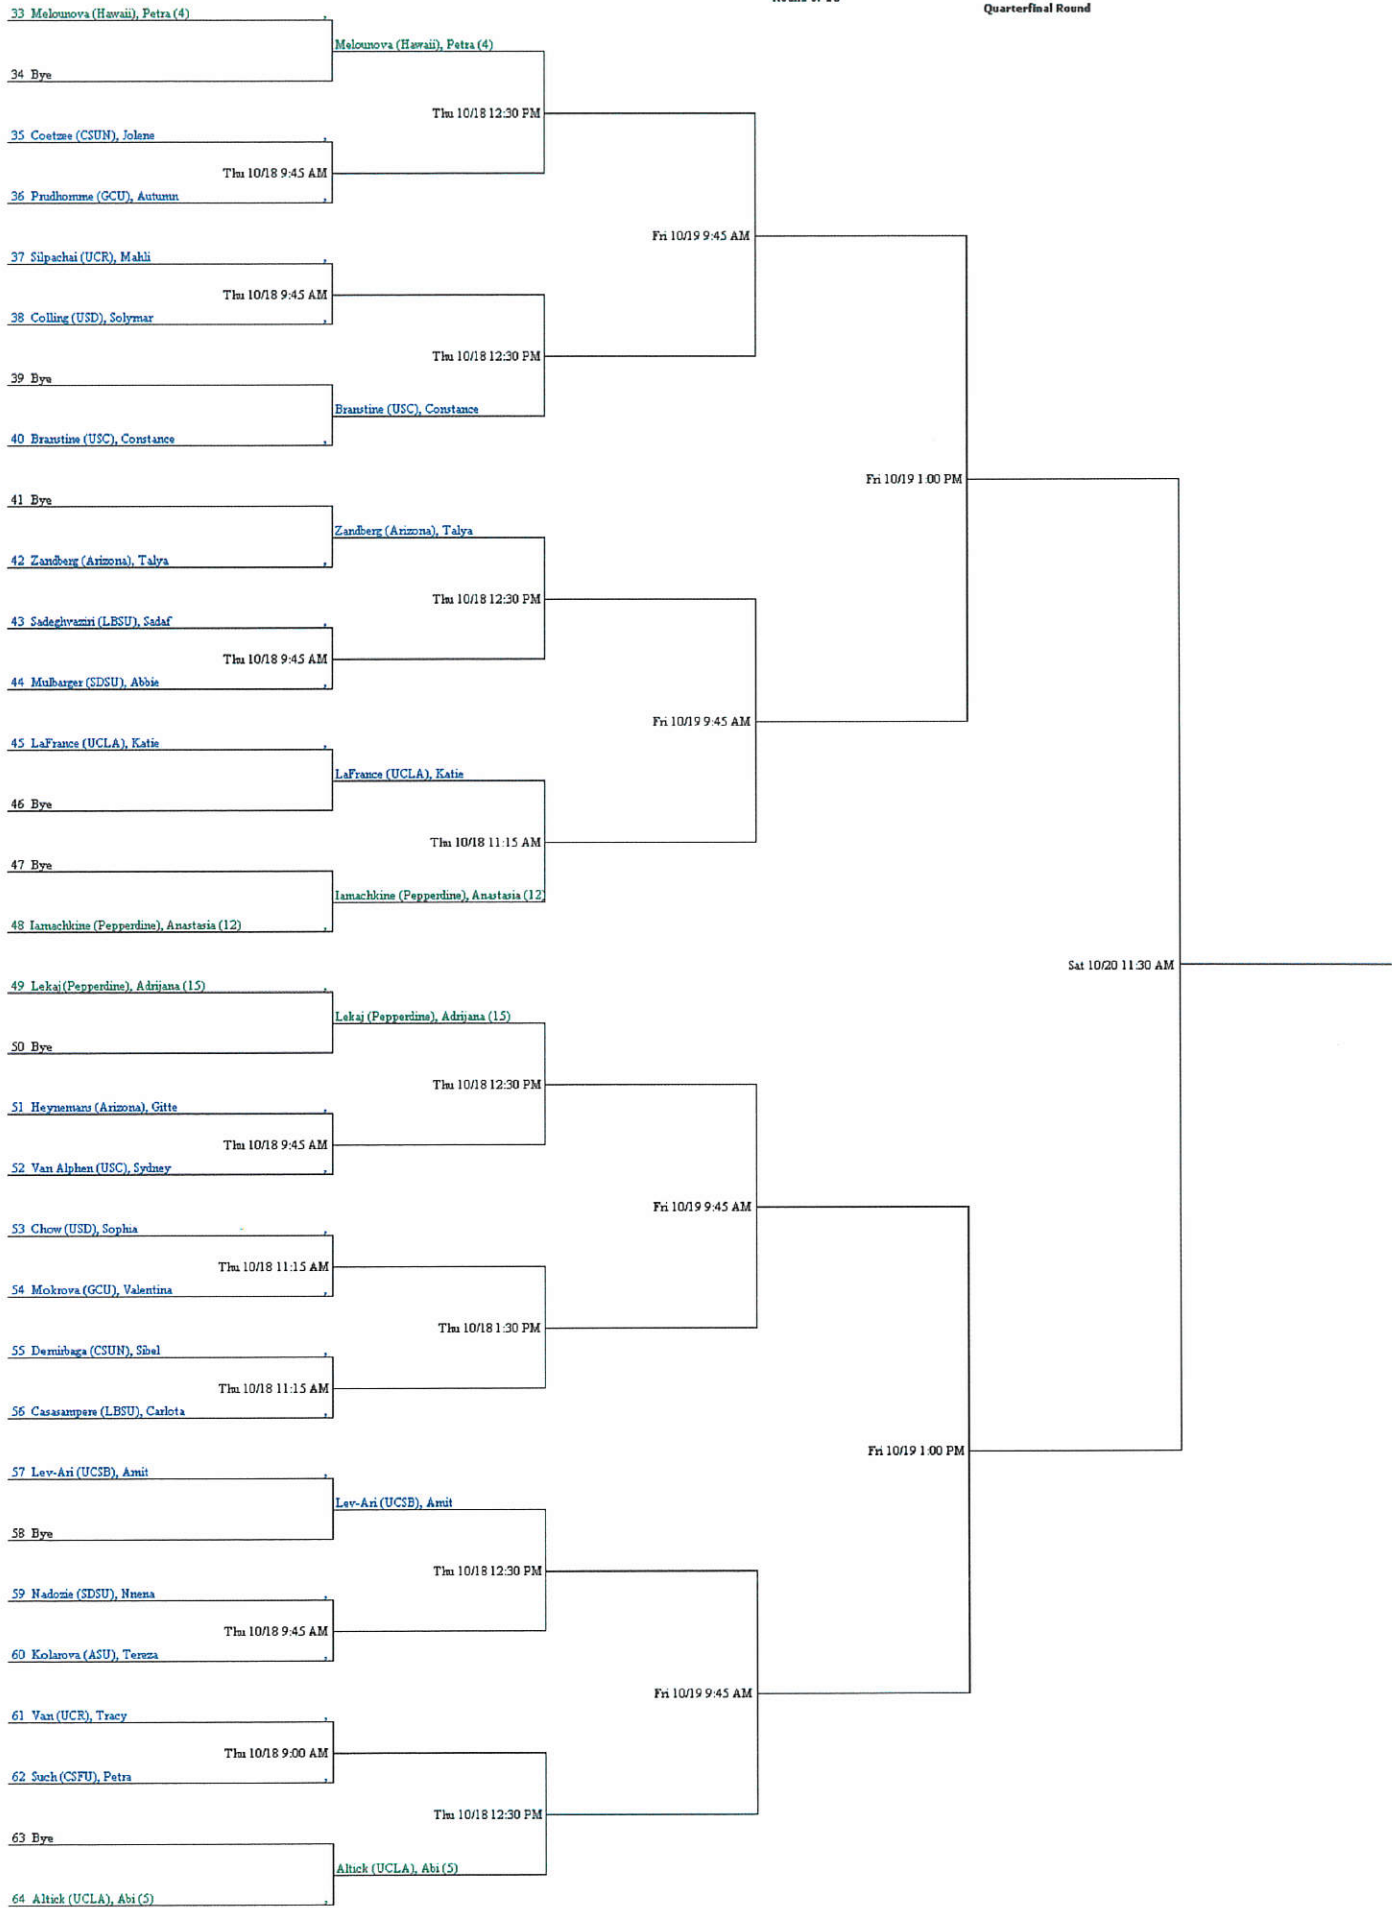 Quarterfinal Round
33 Melounova (Hawaii), Petra (4)
Melounova (Hawaii), Petra (4)
34 Bye
Thu 10/18 12:30 PM
35 Coetzee (CSUN), Jolene
Thu 10/18 9:45 AM
36 Prudhomme (GCU), Autumn
Fri 10/19 9:45 AM
37 Silpachai (UCR), Mahli
Thu 10/18 9:45 AM
38 Colling (USD), Solymar
Thu 10/18 12:30 PM
39 Bye
Branstine (USC), Constance
40 Branstine (USC), Constance
Fri 10/19 1:00 PM
41 Bye
Zandberg (Arizona), Talya
42 Zandberg (Arizona), Talya
Thu 10/18 12:30 PM
43 Sadeghvaziri (LBSU), Sadaf
Thu 10/18 9:45 AM
44 Mulbarger (SDSU), Abbie
Fri 10/19 9:45 AM
45 LaFrance (UCLA), Katie
LaFrance (UCLA), Katie
46 Bye
Thu 10/18 11:15 AM
47 Bye
Iamachkine (Pepperdine), Anastasia (12)
48 Iamachkine (Pepperdine), Anastasia (12)
Sat 10/20 11:30 AM
49 Lekaj (Pepperdine), Adrijana (15)
Lekaj (Pepperdine), Adrijana (15)
50 Bye
Thu 10/18 12:30 PM
51 Heynemans (Arizona), Gitte
Thu 10/18 9:45 AM
52 Van Alphen (USC), Sydney
Fri 10/19 9:45 AM
53 Chow (USD), Sophia
Thu 10/18 11:15 AM
54 Mokrova (GCU), Valentina
Thu 10/18 1:30 PM
55 Demirbaga (CSUN), Sibel
Thu 10/18 11:15 AM
56 Casasampere (LBSU), Carlota
Fri 10/19 1:00 PM
57 Lev-Ari (UCSB), Amit
Lev-Ari (UCSB), Amit
58 Bye
Thu 10/18 12:30 PM
59 Nadozie (SDSU), Nnena
Thu 10/18 9:45 AM
60 Kolarova (ASU), Tereza
Fri 10/19 9:45 AM
61 Van (UCR), Tracy
Thu 10/18 9:00 AM
62 Such (CSFU), Petra
Thu 10/18 12:30 PM
63 Bye
Altick (UCLA), Abi (5)
64 Altick (UCLA), Abi (5)